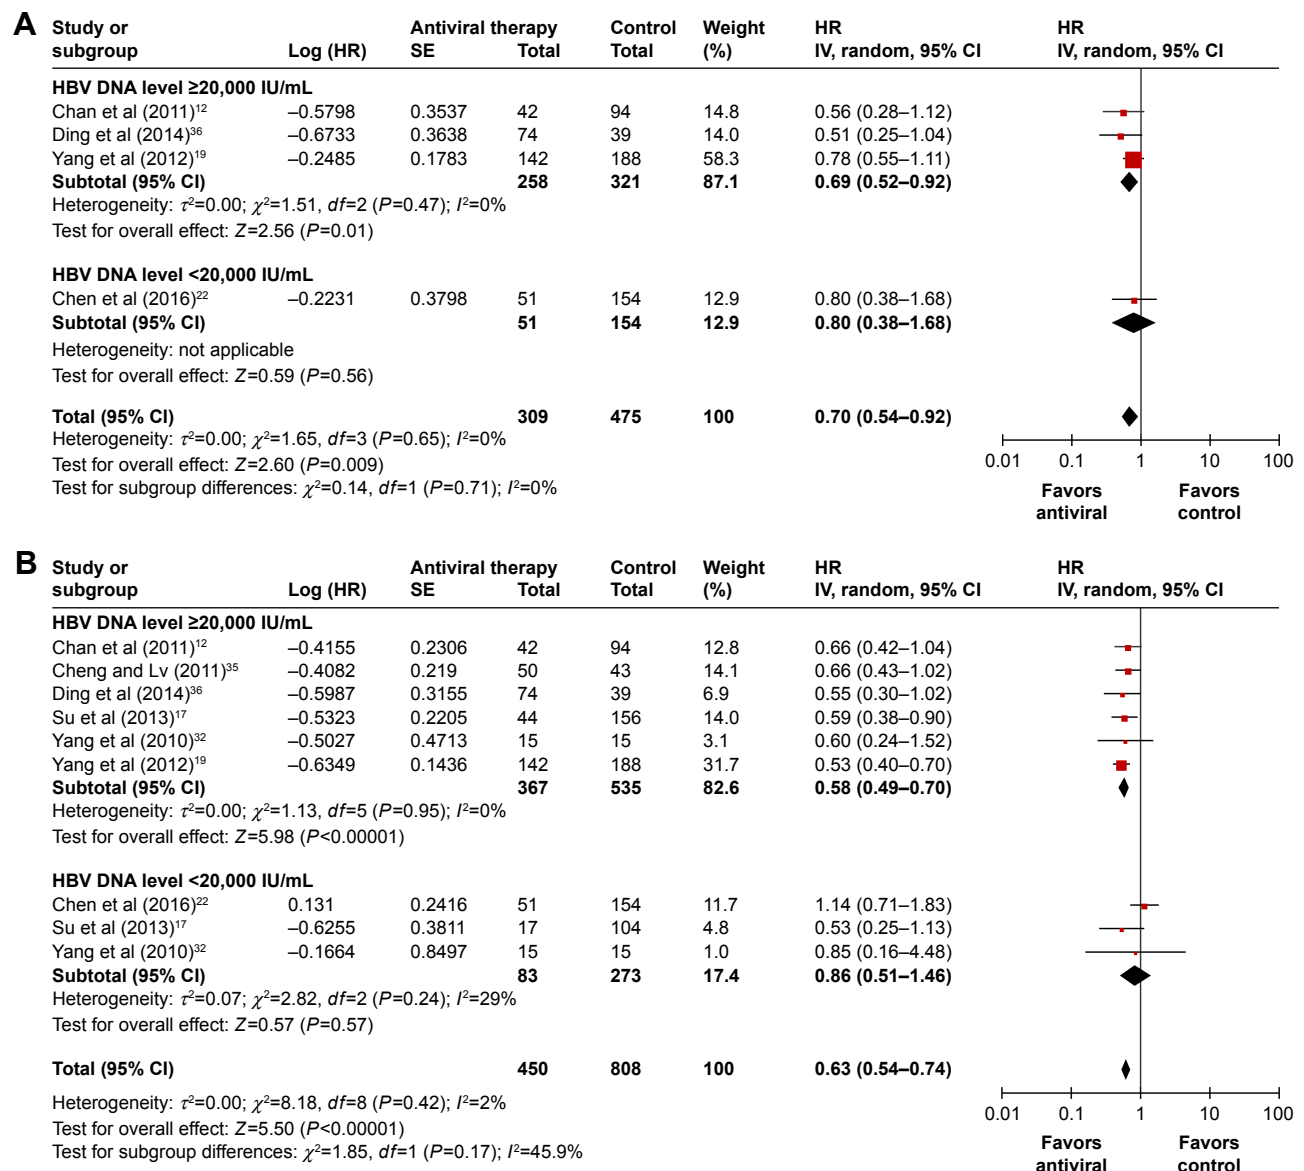 A
Study or Antiviral therapy Control Weight HR HR
subgroup Log (HR) SE Total Total (%) IV, random, 95% CI IV, random, 95% CI
HBV DNA level ≥20,000 IU/mL
Chan et al (2011)12 –0.5798 0.3537 42 94 14.8 0.56 (0.28–1.12)
Ding et al (2014)36 –0.6733 0.3638 74 39 14.0 0.51 (0.25–1.04)
Yang et al (2012)19 –0.2485 0.1783 142 188 58.3 0.78 (0.55–1.11)
Subtotal (95% CI) 258 321 87.1 0.69 (0.52–0.92)
Heterogeneity: τ2=0.00; χ2=1.51, df=2 (P=0.47); I2=0%
Test for overall effect: Z=2.56 (P=0.01)
HBV DNA level <20,000 IU/mL
Chen et al (2016)22 –0.2231 0.3798 51 154 12.9 0.80 (0.38–1.68)
Subtotal (95% CI) 51 154 12.9 0.80 (0.38–1.68)
Heterogeneity: not applicable
Test for overall effect: Z=0.59 (P=0.56)
Total (95% CI) 309 475 100 0.70 (0.54–0.92)
Heterogeneity: τ2=0.00; χ2=1.65, df=3 (P=0.65); I2=0%
Test for overall effect: Z=2.60 (P=0.009)
Test for subgroup differences: χ2=0.14, df=1 (P=0.71); I2=0%
0.01 0.1 1 10 100
Favors Favors
antiviral control
B
Study or Antiviral therapy Control Weight HR HR
subgroup Log (HR) SE Total Total (%) IV, random, 95% CI IV, random, 95% CI
HBV DNA level ≥20,000 IU/mL
Chan et al (2011)12 –0.4155 0.2306 42 94 12.8 0.66 (0.42–1.04)
Cheng and Lv (2011)35 –0.4082 0.219 50 43 14.1 0.66 (0.43–1.02)
Ding et al (2014)36 –0.5987 0.3155 74 39 6.9 0.55 (0.30–1.02)
Su et al (2013)17 –0.5323 0.2205 44 156 14.0 0.59 (0.38–0.90)
Yang et al (2010)32 –0.5027 0.4713 15 15 3.1 0.60 (0.24–1.52)
Yang et al (2012)19 –0.6349 0.1436 142 188 31.7 0.53 (0.40–0.70)
Subtotal (95% CI) 367 535 82.6 0.58 (0.49–0.70)
Heterogeneity: τ2=0.00; χ2=1.13, df=5 (P=0.95); I2=0%
Test for overall effect: Z=5.98 (P<0.00001)
HBV DNA level <20,000 IU/mL
Chen et al (2016)22 0.131 0.2416 51 154 11.7 1.14 (0.71–1.83)
Su et al (2013)17 –0.6255 0.3811 17 104 4.8 0.53 (0.25–1.13)
Yang et al (2010)32 –0.1664 0.8497 15 15 1.0 0.85 (0.16–4.48)
Subtotal (95% CI) 83 273 17.4 0.86 (0.51–1.46)
Heterogeneity: τ2=0.07; χ2=2.82, df=2 (P=0.24); I2=29%
Test for overall effect: Z=0.57 (P=0.57)
Total (95% CI) 450 808 100 0.63 (0.54–0.74)
Heterogeneity: τ2=0.00; χ2=8.18, df=8 (P=0.42); I2=2%
Test for overall effect: Z=5.50 (P<0.00001)
Test for subgroup differences: χ2=1.85, df=1 (P=0.17); I2=45.9%
0.01 0.1 1 10 100
Favors Favors
antiviral control